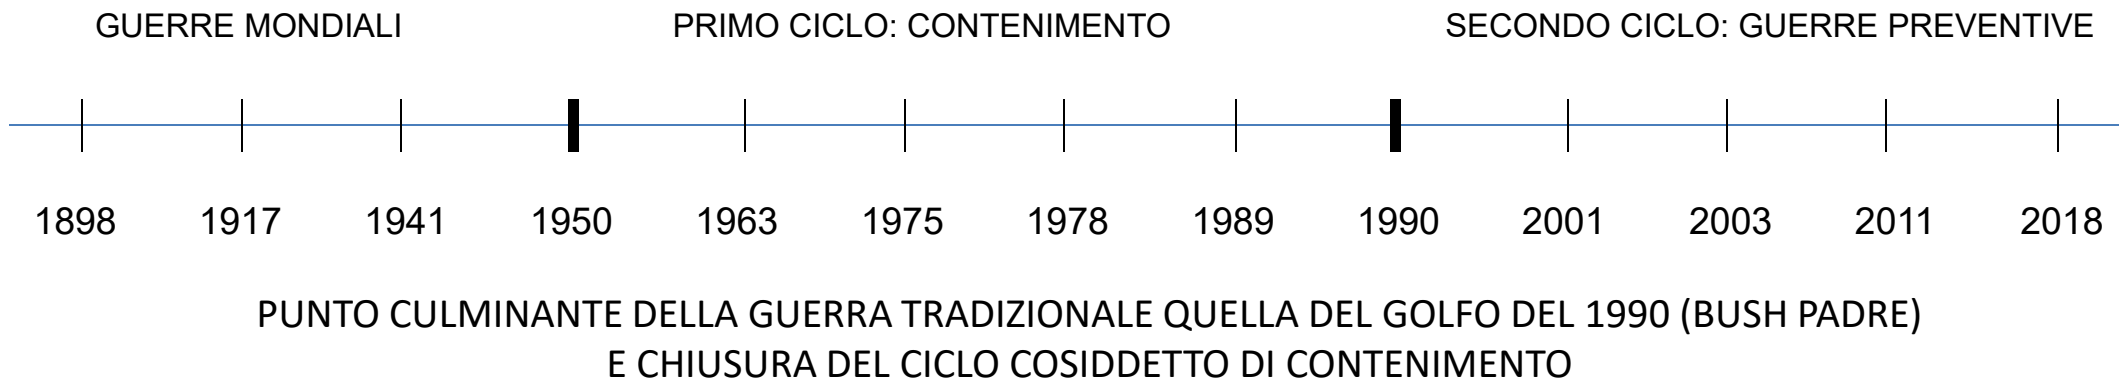 GUERRE MONDIALI PRIMO CICLO: CONTENIMENTO SECONDO CICLO: GUERRE PREVENTIVE
1898 1917 1941 1950 1963 1975 1978 1989 1990 2001 2003 2011 2018
PUNTO CULMINANTE DELLA GUERRA TRADIZIONALE QUELLA DEL GOLFO DEL 1990 (BUSH PADRE)
E CHIUSURA DEL CICLO COSIDDETTO DI CONTENIMENTO